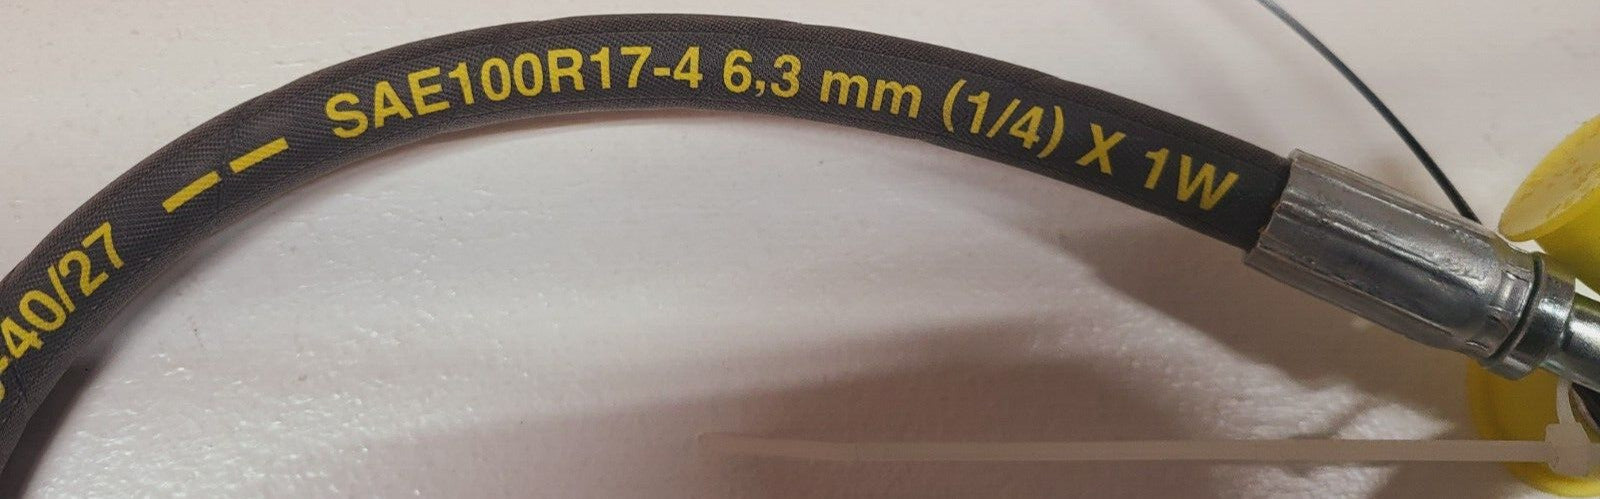 -40/27 — — SAE100R17-4 6,3 mm (1/4) X 1W